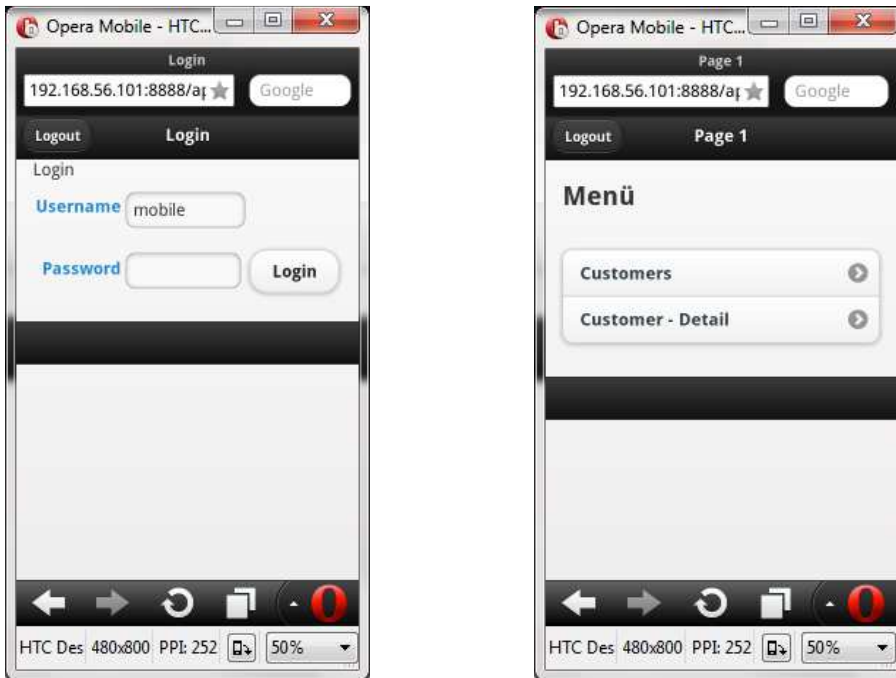 Opera Mobile - HTC...
Login
192.168.56.101:8888/ap
Google
Logout
Login
Login
Username
mobile
Password
Login
HTC Des
480x800
PPI: 252
50%
Opera Mobile - HTC...
Page 1
192.168.56.101:8888/ap
Google
Logout
Page 1
Menü
Customers
Customer - Detail
HTC Des
480x800
PPI: 252
50%